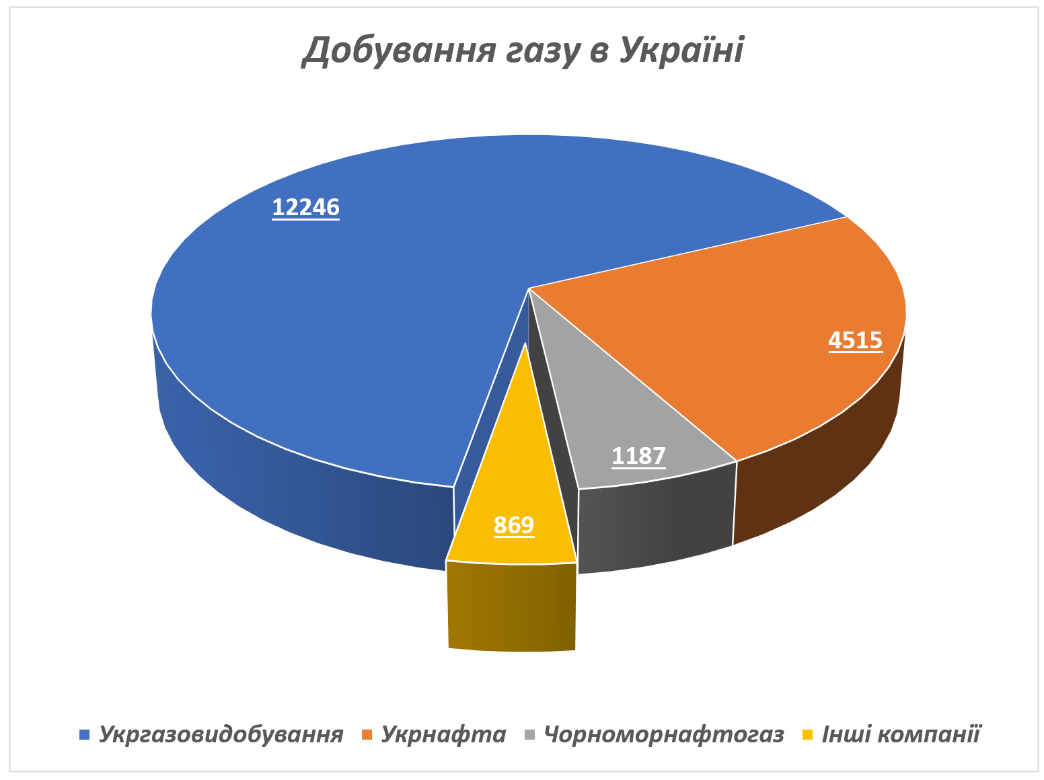 Добування газу в Україні
12246
4515
1187
869
Укргазовидобування Укрнафта Чорноморнафтогаз Інші компанії